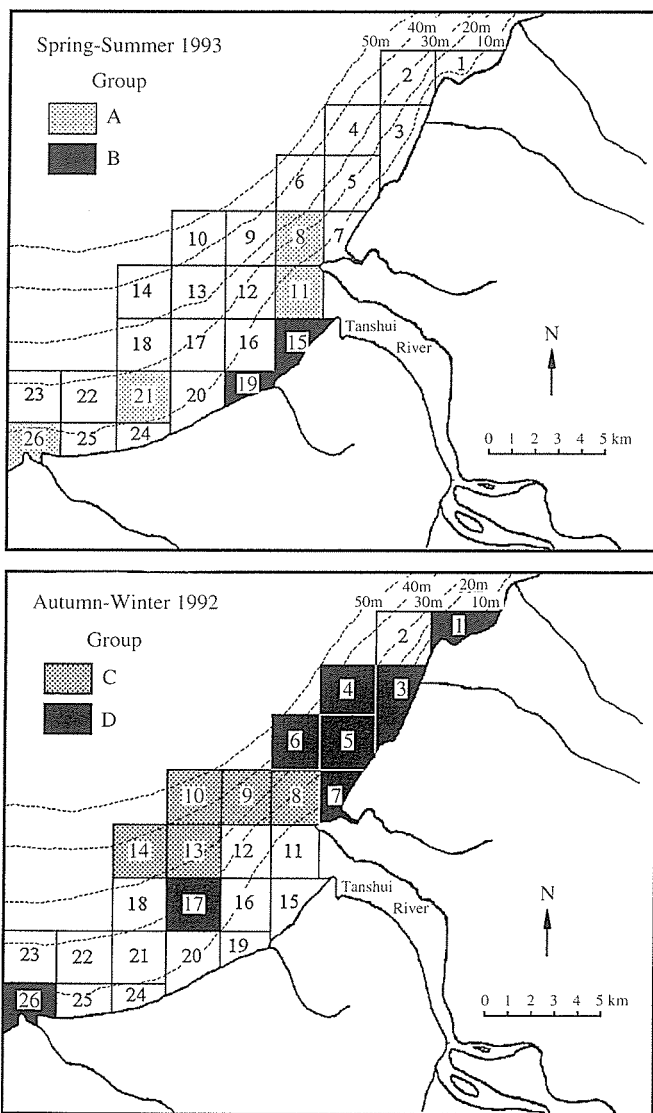 Spring-Summer 1993
Group
A
B
50m 40m 30m 20m 10m
1
2
3
4
5
6
7
8
9
10
11
12
13
14
15
16
17
18
19
20
21
22
23
24
25
26
Tanshui
River
N
0 1 2 3 4 5 km
Autumn-Winter 1992
Group
C
D
50m 40m 30m 20m 10m
1
2
3
4
5
6
7
8
9
10
11
12
13
14
15
16
17
18
19
20
21
22
23
24
25
26
Tanshui
River
N
0 1 2 3 4 5 km